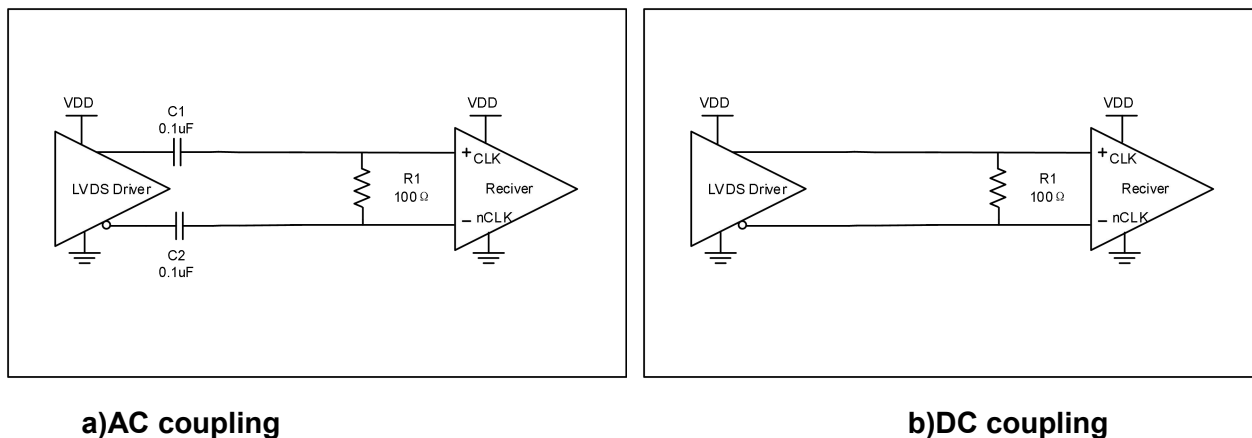 VDD
C1
0.1uF
LVDS Driver
C2
0.1uF
R1
100Ω
VDD
+ CLK
Reciver
− nCLK
a)AC coupling
VDD
LVDS Driver
R1
100Ω
VDD
+ CLK
Reciver
− nCLK
b)DC coupling